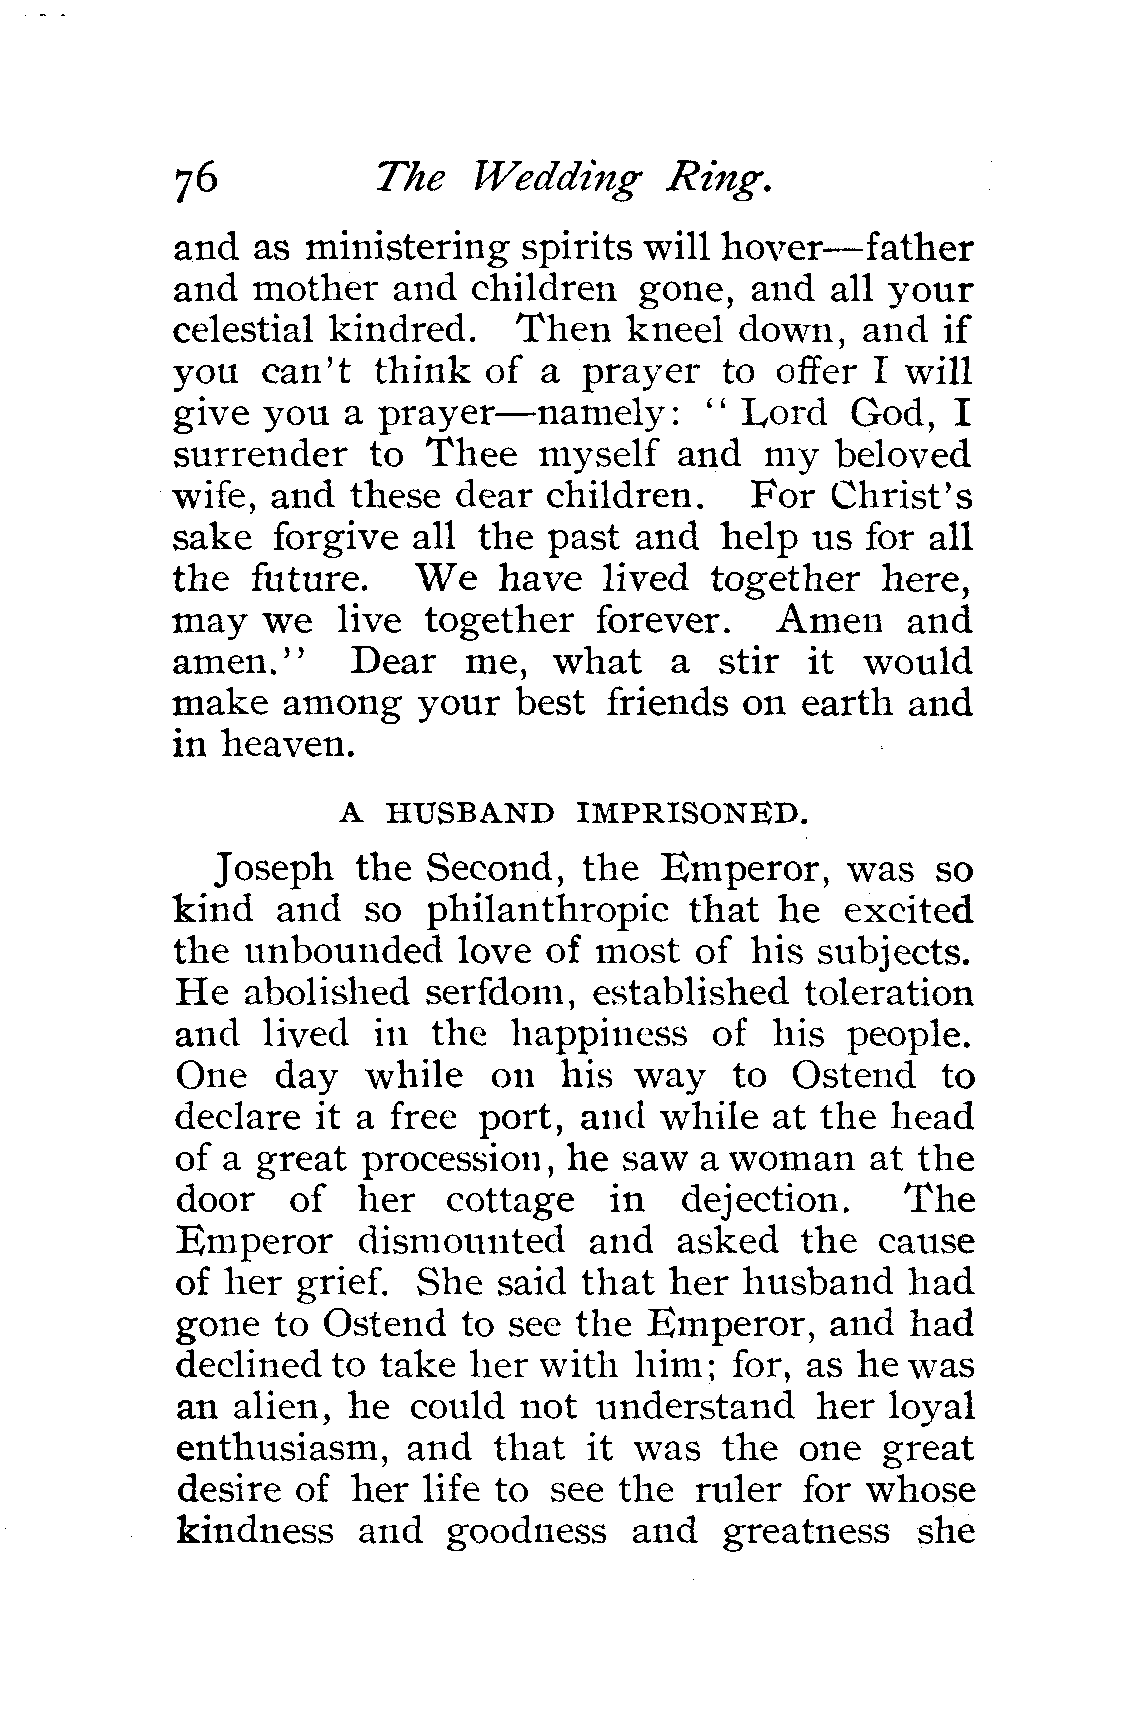 76 The Wedding Ring.
and as ministering spirits will hover—father
and mother and children gone, and all your
celestial kindred. Then kneel down, and if
you can't think of a prayer to offer I will
give you a prayer—namely: "Lord God, I
surrender to Thee myself and my beloved
wife, and these dear children. For Christ's
sake forgive all the past and help us for all
the future. We have lived together here,
may we live together forever. Amen and
amen." Dear me, what a stir it would
make among your best friends on earth and
in heaven.
A HUSBAND IMPRISONED.
Joseph the Second, the Emperor, was so
kind and so philanthropic that he excited
the unbounded love of most of his subjects.
He abolished serfdom, established toleration
and lived in the happiness of his people.
One day while on his way to Ostend to
declare it a free port, and while at the head
of a great procession, he saw a woman at the
door of her cottage in dejection. The
Emperor dismounted and asked the cause
of her grief. She said that her husband had
gone to Ostend to see the Emperor, and had
declined to take her with him; for, as he was
an alien, he could not understand her loyal
enthusiasm, and that it was the one great
desire of her life to see the ruler for whose
kindness and goodness and greatness she